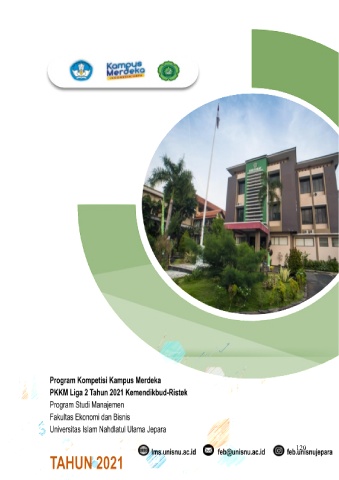 Kampus
Merdeka
Program Kompetisi Kampus Merdeka
PKKM Liga 2 Tahun 2021 Kemendikbud-Ristek
Program Studi Manajemen
Fakultas Ekonomi dan Bisnis
Universitas Islam Nahdlatul Ulama Jepara
129
lms.unisnu.ac.id feb@unisnu.ac.id feb.unisnujepara
TAHUN 2021